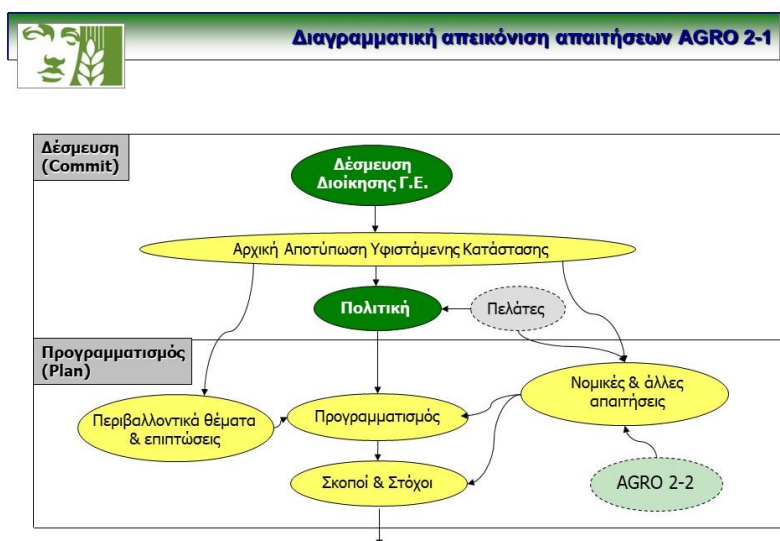 Διαγραμματική απεικόνιση απαιτήσεων AGRO 2-1
Δέσμευση
(Commit)
Δέσμευση
Διοίκησης Γ.Ε.
Αρχική Αποτύπωση Υφιστάμενης Κατάστασης
Πολιτική
Πελάτες
Προγραμματισμός
(Plan)
Νομικές & άλλες
απαιτήσεις
Περιβαλλοντικά θέματα
& επιπτώσεις
Προγραμματισμός
Σκοποί & Στόχοι
AGRO 2-2